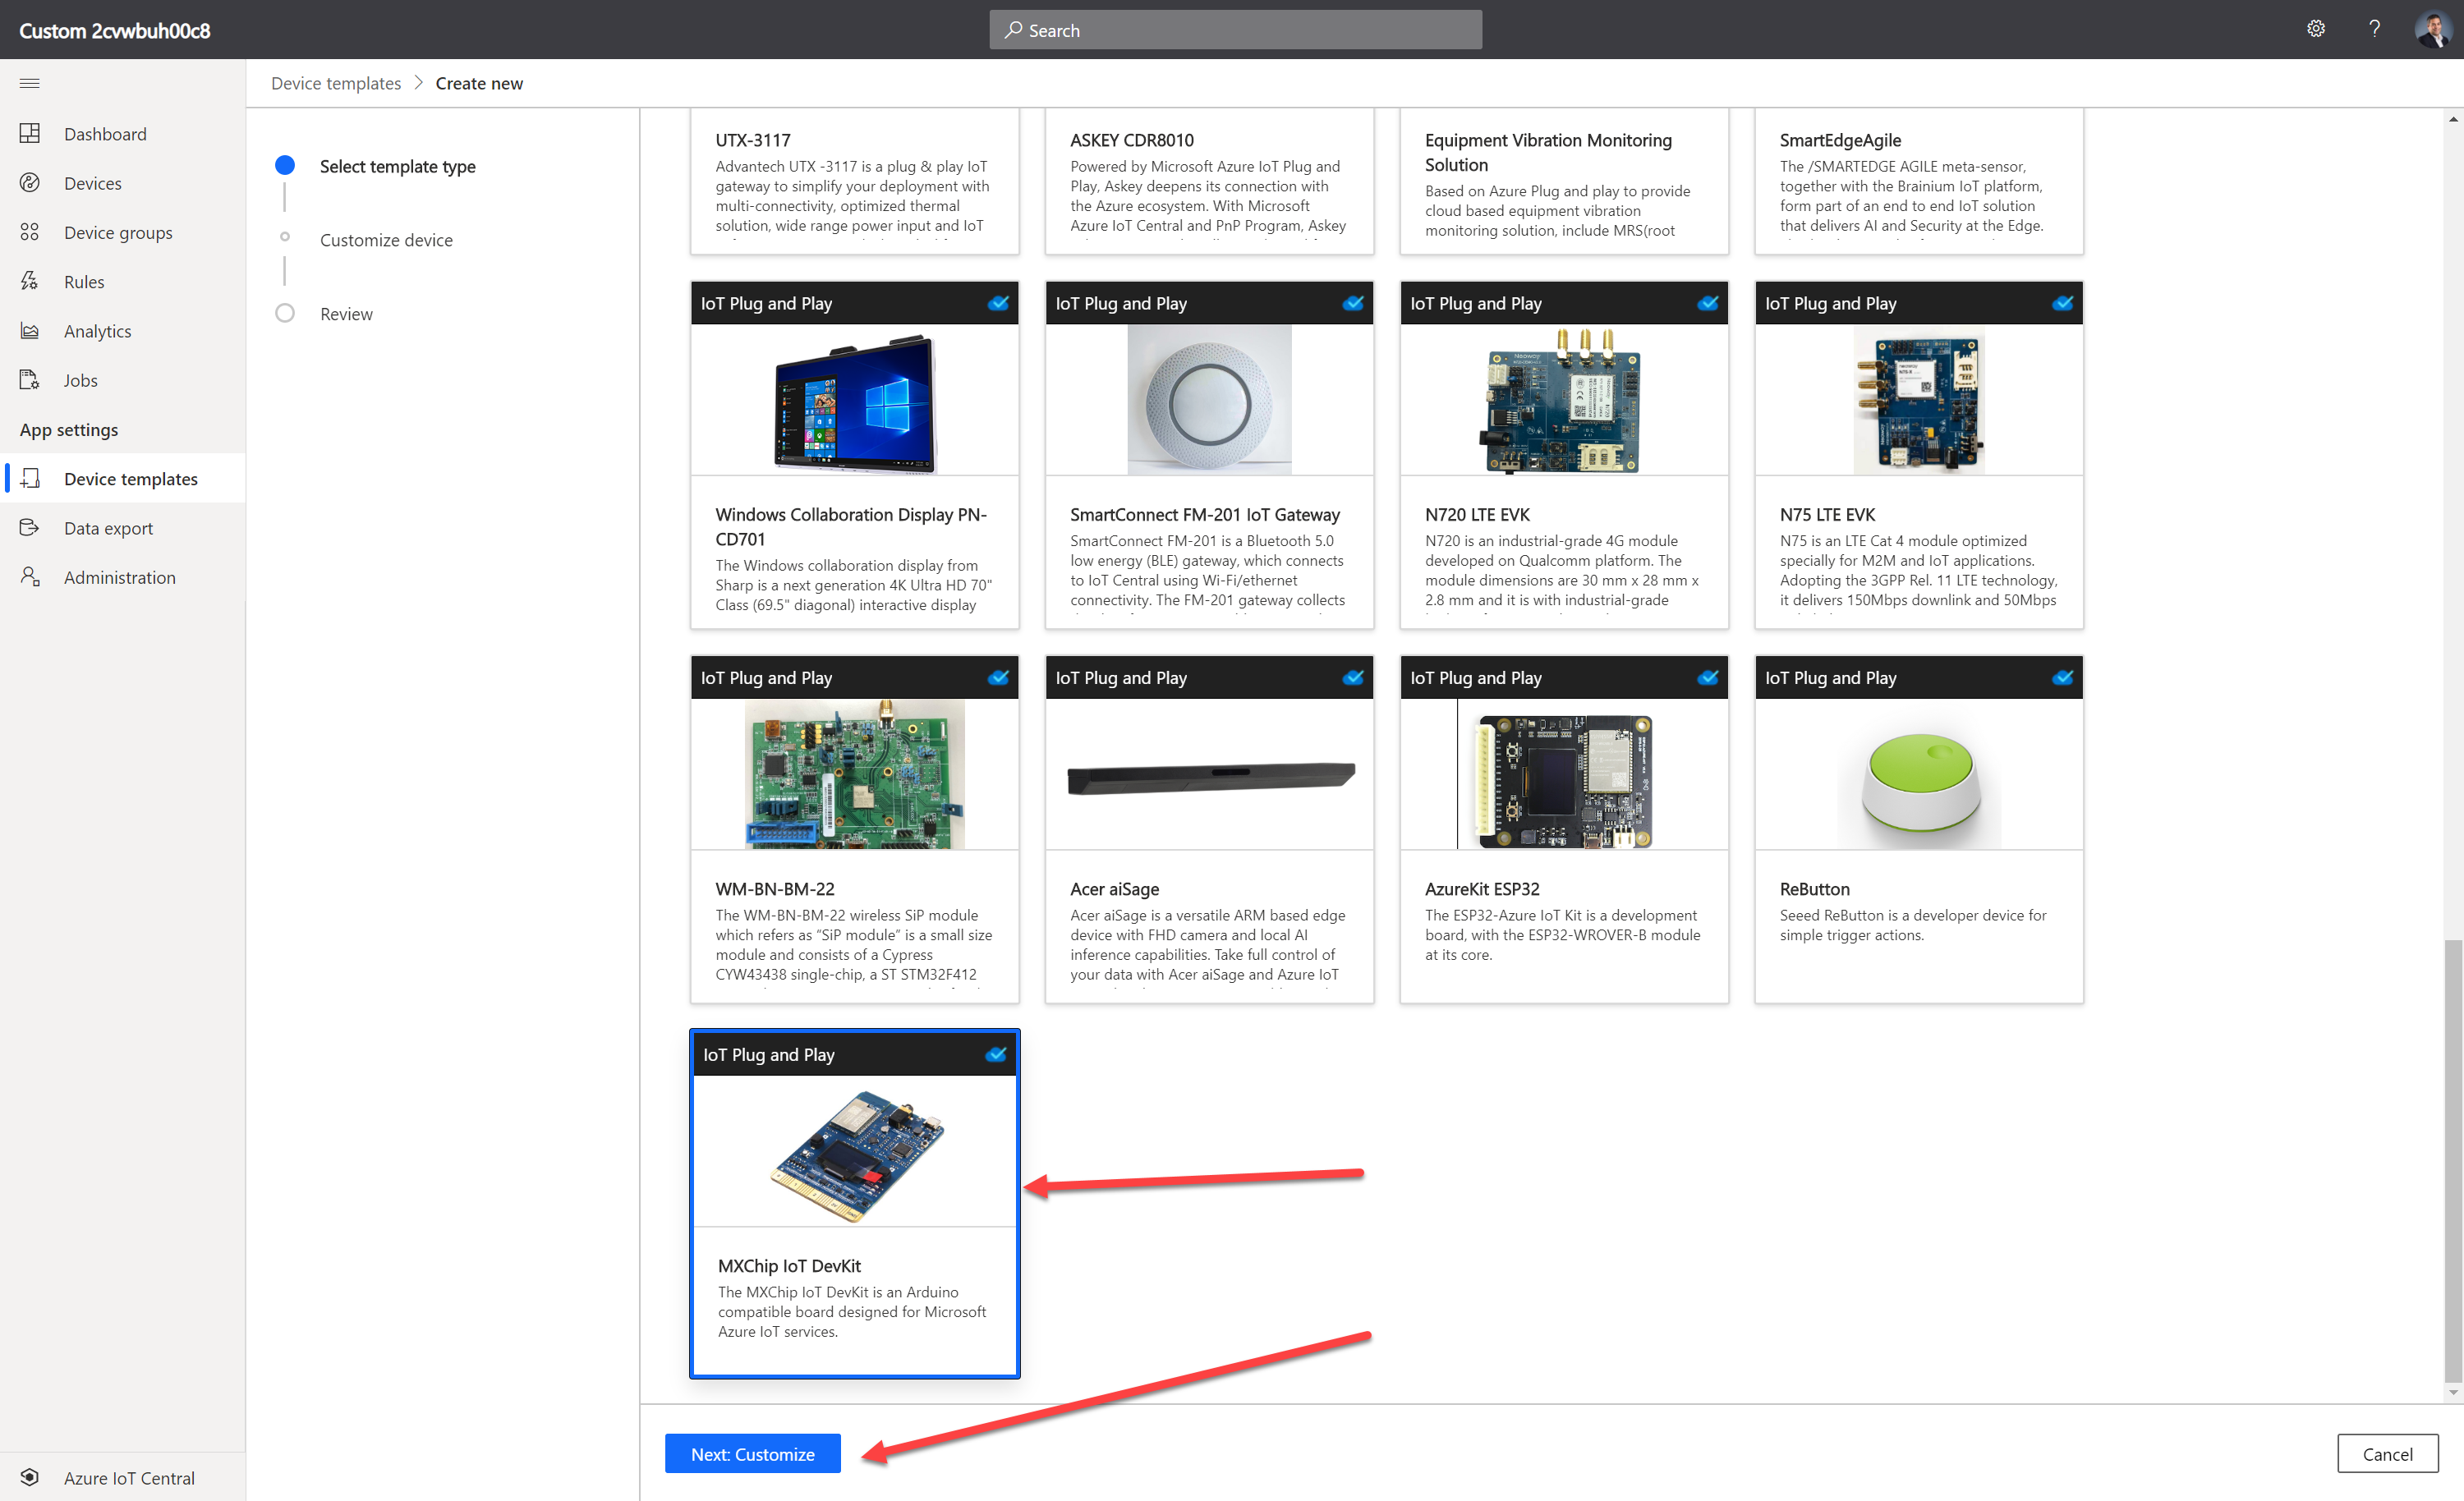 Custom 2cvwbuh00c8
Search
?
Device templates > Create new
Dashboard
Devices
Device groups
Rules
Analytics
Jobs
App settings
Device templates
Data export
Administration
Azure IoT Central
Select template type
Customize device
Review
UTX-3117
Advantech UTX -3117 is a plug & play IoT
gateway to simplify your deployment with
multi-connectivity, optimized thermal
solution, wide range power input and IoT
ASKEY CDR8010
Powered by Microsoft Azure IoT Plug and
Play, Askey deepens its connection with
the Azure ecosystem. With Microsoft
Azure IoT Central and PnP Program, Askey
Equipment Vibration Monitoring
Solution
Based on Azure Plug and play to provide
cloud based equipment vibration
monitoring solution, include MRS(root
SmartEdgeAgile
The /SMARTEDGE AGILE meta-sensor,
together with the Brainium IoT platform,
form part of an end to end IoT solution
that delivers AI and Security at the Edge.
IoT Plug and Play
Windows Collaboration Display PN-
CD701
The Windows collaboration display from
Sharp is a next generation 4K Ultra HD 70"
Class (69.5" diagonal) interactive display
IoT Plug and Play
SmartConnect FM-201 IoT Gateway
SmartConnect FM-201 is a Bluetooth 5.0
low energy (BLE) gateway, which connects
to IoT Central using Wi-Fi/ethernet
connectivity. The FM-201 gateway collects
IoT Plug and Play
N720 LTE EVK
N720 is an industrial-grade 4G module
developed on Qualcomm platform. The
module dimensions are 30 mm x 28 mm x
2.8 mm and it is with industrial-grade
IoT Plug and Play
N75 LTE EVK
N75 is an LTE Cat 4 module optimized
specially for M2M and IoT applications.
Adopting the 3GPP Rel. 11 LTE technology,
it delivers 150Mbps downlink and 50Mbps
IoT Plug and Play
WM-BN-BM-22
The WM-BN-BM-22 wireless SiP module
which refers as “SiP module” is a small size
module and consists of a Cypress
CYW43438 single-chip, a ST STM32F412
IoT Plug and Play
Acer aiSage
Acer aiSage is a versatile ARM based edge
device with FHD camera and local AI
inference capabilities. Take full control of
your data with Acer aiSage and Azure IoT
IoT Plug and Play
AzureKit ESP32
The ESP32-Azure IoT Kit is a development
board, with the ESP32-WROVER-B module
at its core.
IoT Plug and Play
ReButton
Seeed ReButton is a developer device for
simple trigger actions.
IoT Plug and Play
MXChip IoT DevKit
The MXChip IoT DevKit is an Arduino
compatible board designed for Microsoft
Azure IoT services.
Next: Customize
Cancel